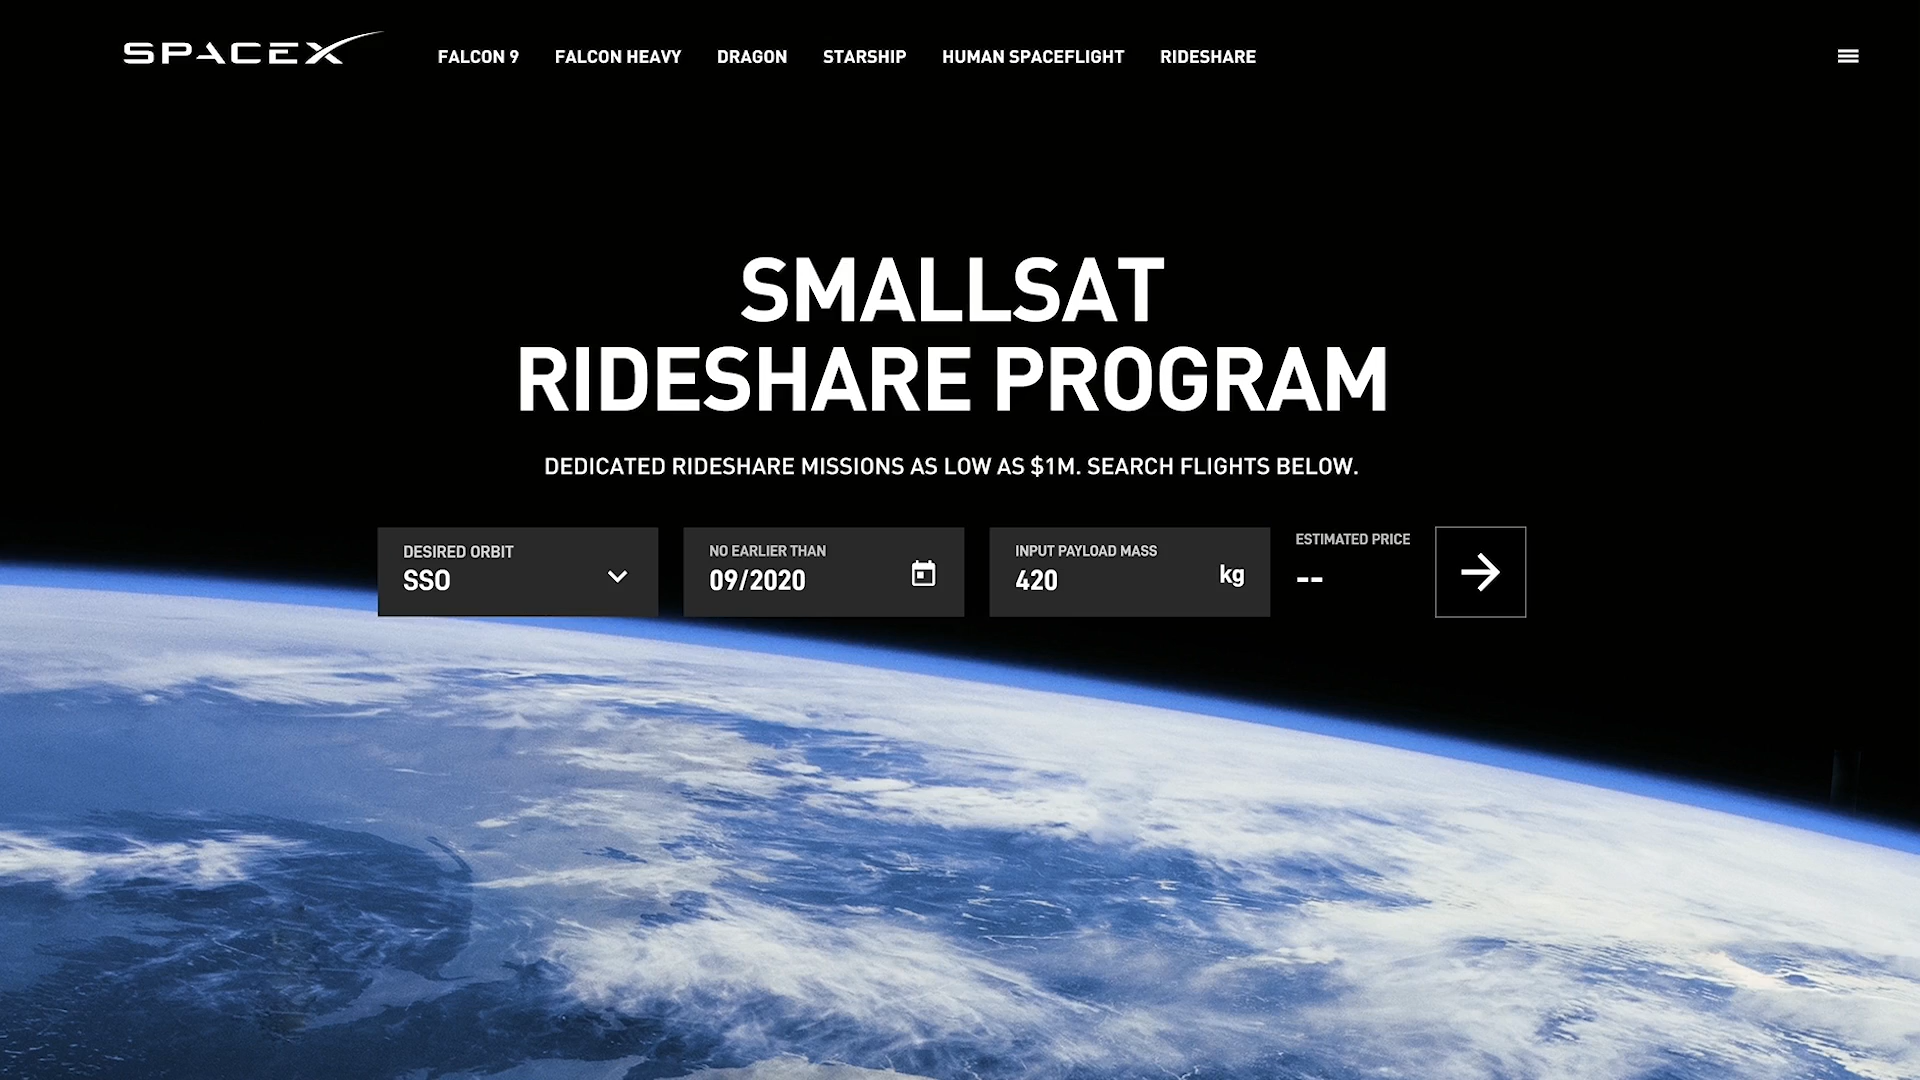 SPACEX
FALCON 9 FALCON HEAVY DRAGON STARSHIP HUMAN SPACEFLIGHT RIDESHARE
SMALLSAT
RIDESHARE PROGRAM
DEDICATED RIDESHARE MISSIONS AS LOW AS $1M. SEARCH FLIGHTS BELOW.
DESIRED ORBIT
SSO
NO EARLIER THAN
09/2020
INPUT PAYLOAD MASS
420 kg
ESTIMATED PRICE
--